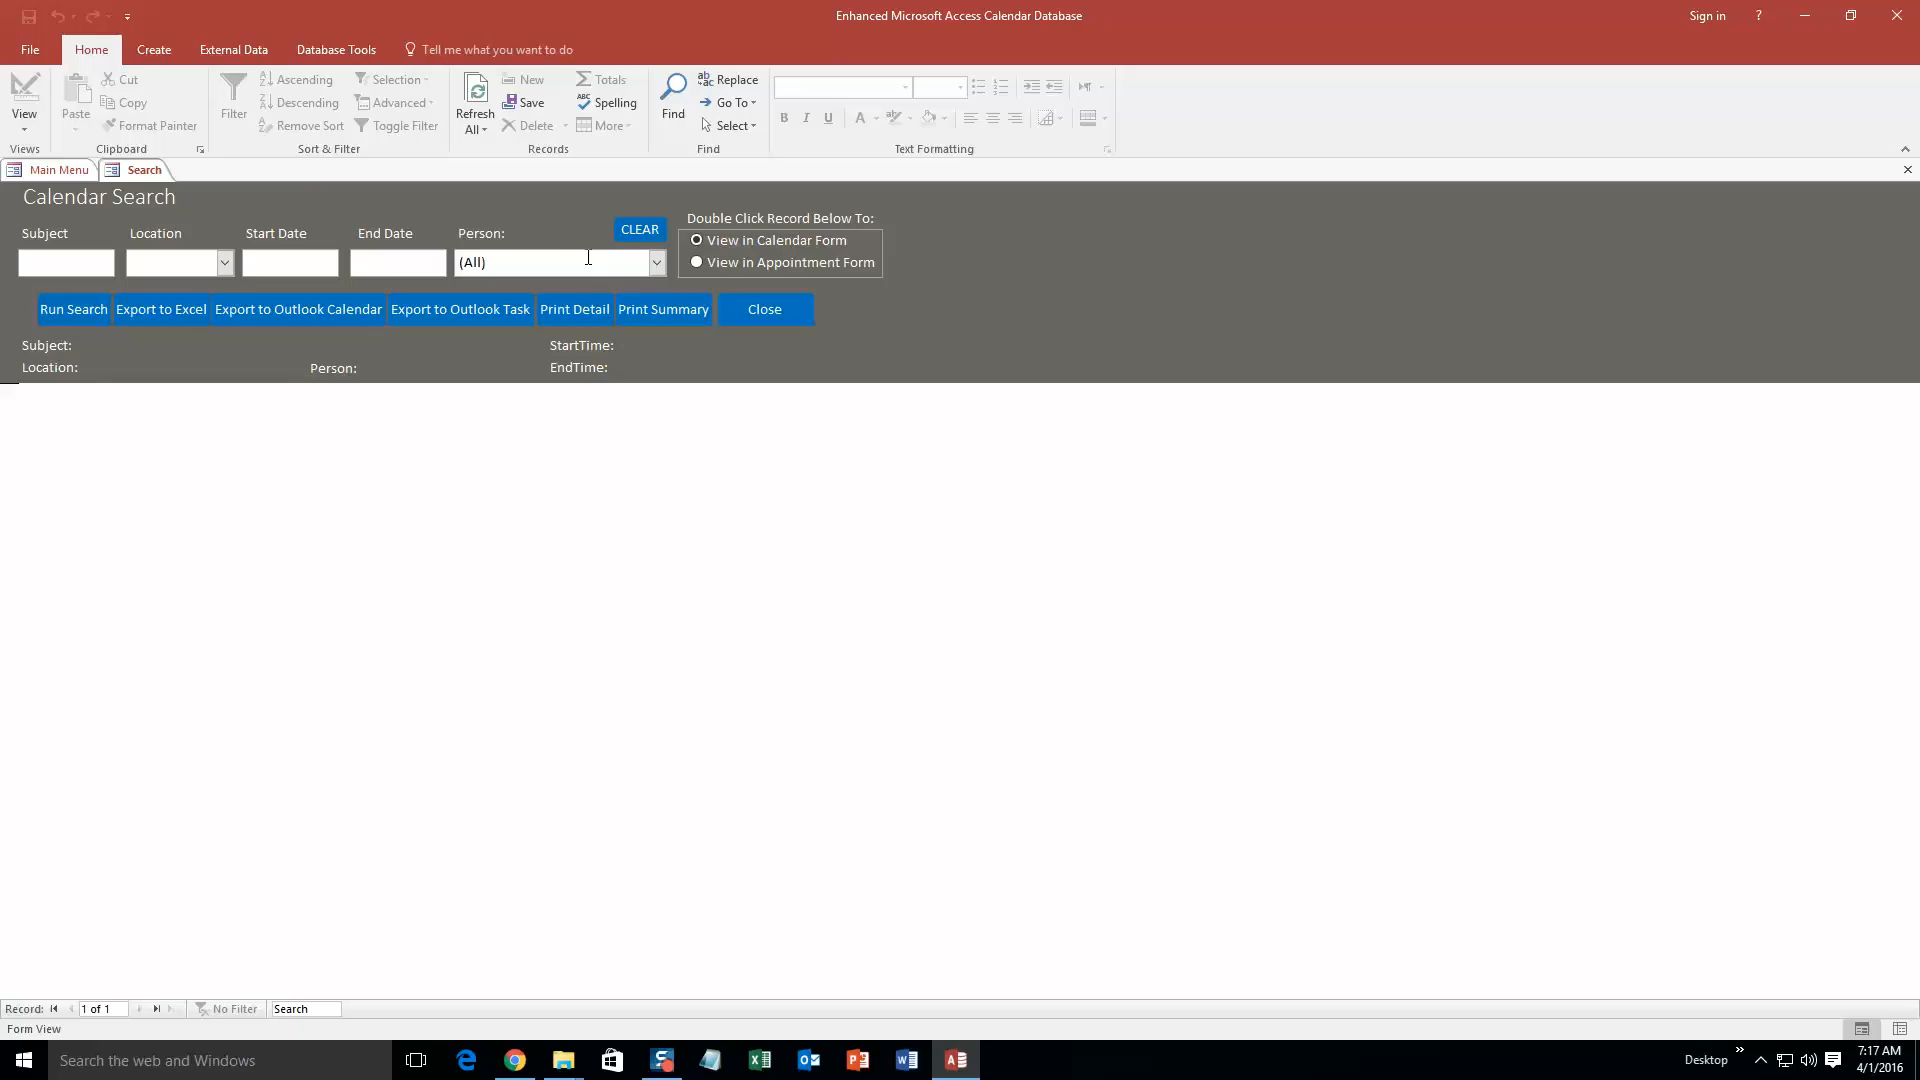 Enhanced Microsoft Access Calendar Database
Sign in
?
File
Home
Create
External Data
Database Tools
Tell me what you want to do
View
Views
Paste
Cut
Copy
Format Painter
Clipboard
Filter
Ascending
Descending
Remove Sort
Selection
Advanced
Toggle Filter
Sort & Filter
Refresh
All
New
Save
Delete
Totals
Spelling
More
Records
Find
Replace
Go To
Select
Find
B I U
Text Formatting
Main Menu
Search
Calendar Search
Subject
Location
Start Date
End Date
Person:
CLEAR
(All)
Double Click Record Below To:
View in Calendar Form
View in Appointment Form
Run Search
Export to Excel
Export to Outlook Calendar
Export to Outlook Task
Print Detail
Print Summary
Close
Subject:
StartTime:
Location:
Person:
EndTime:
Record:
1 of 1
No Filter
Search
Form View
Search the web and Windows
Desktop
7:17 AM
4/1/2016